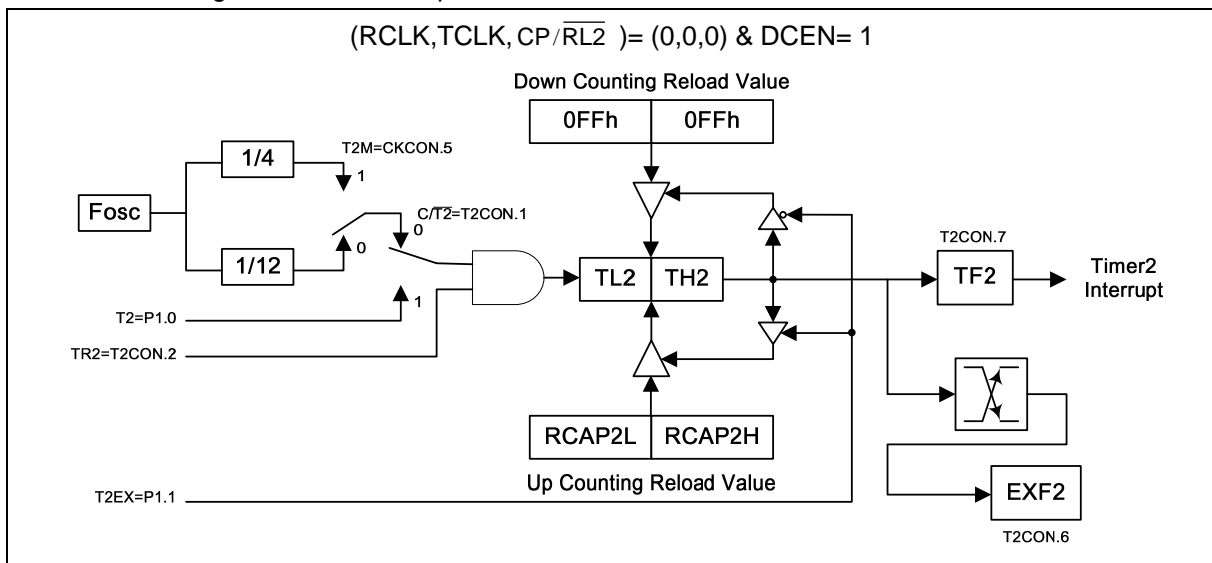 (RCLK,TCLK, CP/RL2 )= (0,0,0) & DCEN= 1
Down Counting Reload Value
0FFh 0FFh
1/4
T2M=CKCON.5
1
Fosc
C/T2=T2CON.1
0
0
1/12
TL2 TH2
T2CON.7
TF2
Timer2
Interrupt
1
T2=P1.0
TR2=T2CON.2
RCAP2L RCAP2H
Up Counting Reload Value
T2EX=P1.1
EXF2
T2CON.6